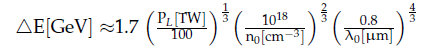 △E[GeV] ≈1.7 (P_L[TW]/100)^(1/3) (10^18/n_0[cm^−3])^(2/3) (0.8/λ_0[μm])^(4/3)